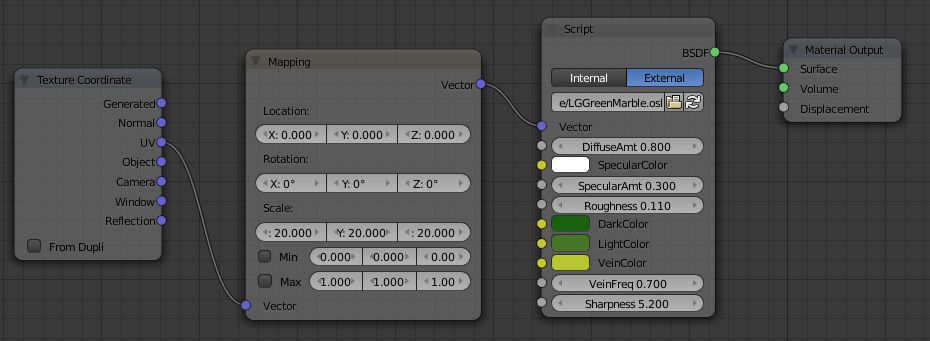 Texture Coordinate
Generated
Normal
UV
Object
Camera
Window
Reflection
From Dupli
Mapping
Vector
Location:
X: 0.000 Y: 0.000 Z: 0.000
Rotation:
X: 0° Y: 0° Z: 0°
Scale:
: 20.000 Y: 20.000 : 20.000
Min 0.000 0.000 0.00
Max 1.000 1.000 1.00
Vector
Script
BSDF
Internal External
e/LGGreenMarble.osl
Vector
DiffuseAmt 0.800
SpecularColor
SpecularAmt 0.300
Roughness 0.110
DarkColor
LightColor
VeinColor
VeinFreq 0.700
Sharpness 5.200
Material Output
Surface
Volume
Displacement